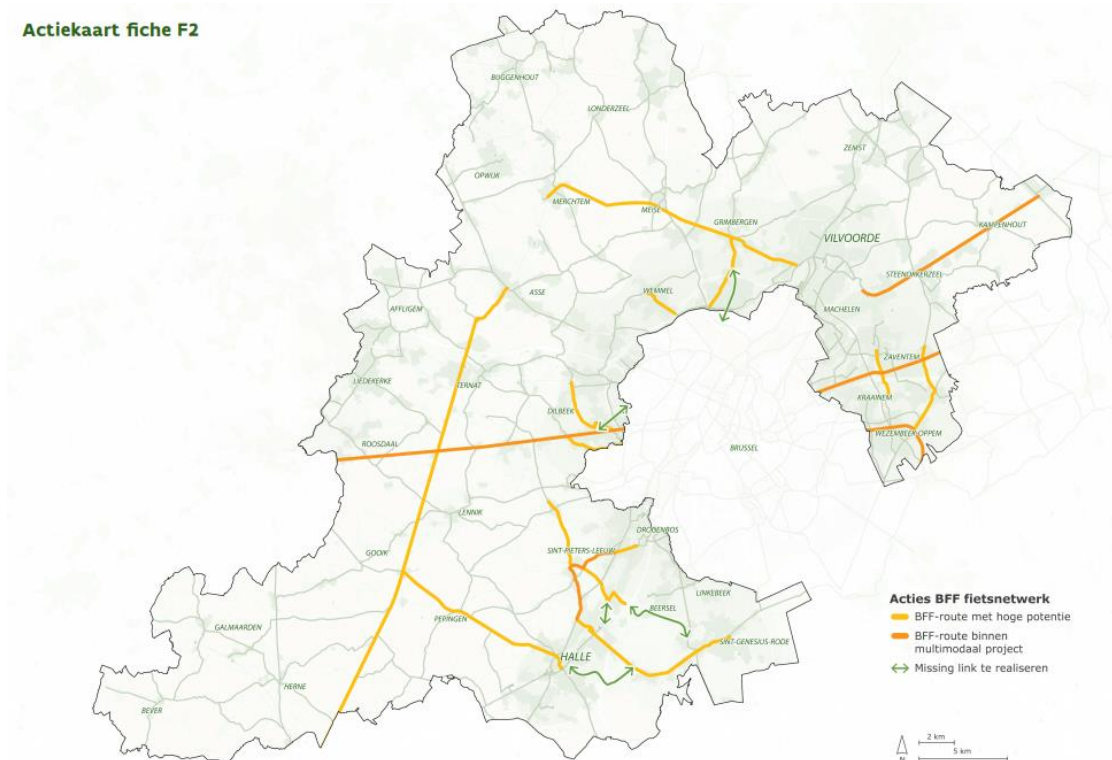 Actiekaart fiche F2
BUGGENHOUT
LONDERZEEL
ZEMST
OPWIJK
MERCHTEM
MEISE
GRIMBERGEN
KAMPENHOUT
VILVOORDE
STEENOKKERZEEL
ASSE
WEMMEL
AFFLIGEM
MACHELEN
ZAVENTEM
LIEDEKERKE
TERNAT
KRAAINEM
DILBEEK
WEZEMBEEK-OPPEM
ROOSDAAL
BRUSSEL
LENNIK
DROGENBOS
GOOIK
SINT-PIETERS-LEEUW
LINKEBEEK
BEERSEL
PEPINGEN
GALMAARDEN
SINT-GENESIUS-RODE
HALLE
HERNE
BEVER
Acties BFF fietsnetwerk
BFF-route met hoge potentie
BFF-route binnen
multimodaal project
Missing link te realiseren
2 km
5 km